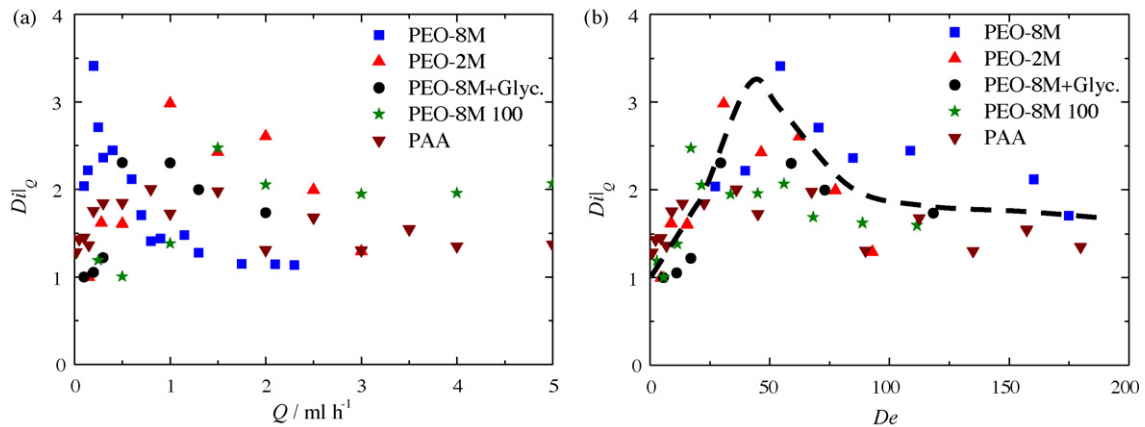 (a)
4
3
2
1
0
Di|Q
PEO-8M
PEO-2M
PEO-8M+Glyc.
PEO-8M 100
PAA
0 1 2 3 4 5
Q / ml h-1
(b)
4
3
2
1
0
Di|Q
PEO-8M
PEO-2M
PEO-8M+Glyc.
PEO-8M 100
PAA
0 50 100 150 200
De